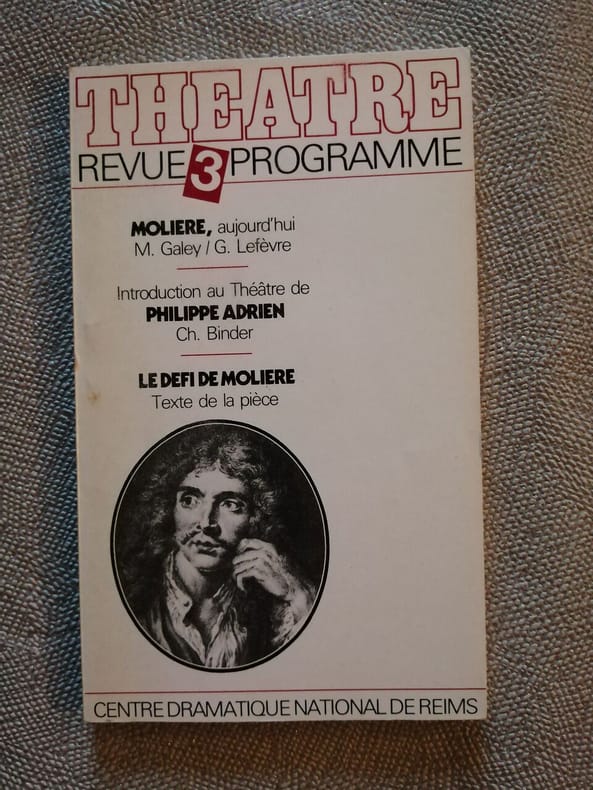 THEATRE
REVUE 3 PROGRAMME
MOLIERE, aujourd'hui
M. Galey / G. Lefèvre
Introduction au Théâtre de
PHILIPPE ADRIEN
Ch. Binder
LE DEFI DE MOLIERE
Texte de la pièce
CENTRE DRAMATIQUE NATIONAL DE REIMS